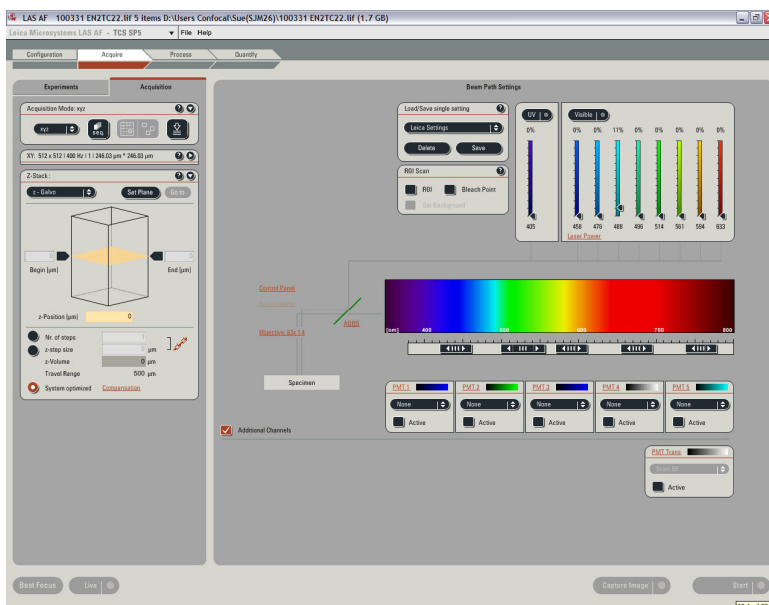 LAS AF 100331 EN2TC22.lif 5 items D:\Users Confocal\Sue(SJM26)\100331 EN2TC22.lif (1.7 GB)
Leica Microsystems LAS AF - TCS SP5 File Help
Configuration Acquire Process Quantify
Experiments Acquisition
Beam Path Settings
Acquisition Mode: xyz
xyz seq
XY: 512 x 512 | 400 Hz | 1 | 246.03 µm * 246.03 µm
Z-Stack:
z - Galvo Set Plane Go to
0 0
Begin [µm] End [µm]
z-Position [µm] 0
Nr. of steps 1
z-step size µm
z-Volume 0 µm
Travel Range 500 µm
System optimized Compensation
Load/Save single setting
Leica Settings
Delete Save
ROI Scan
ROI Bleach Point
Set Background
UV Visible
0% 0% 0% 11% 0% 0% 0% 0% 0%
405 458 476 488 496 514 561 594 633
Laser Power
Control Panel
Objective: 63x 1.4
AOBS
Specimen
[nm] 400 500 600 700 800
PMT 1 PMT 2 PMT 3 PMT 4 PMT 5
None None None None None
Active Active Active Active Active
Additional Channels
PMT Trans
Scan BF
Active
Best Focus Live Capture Image Start